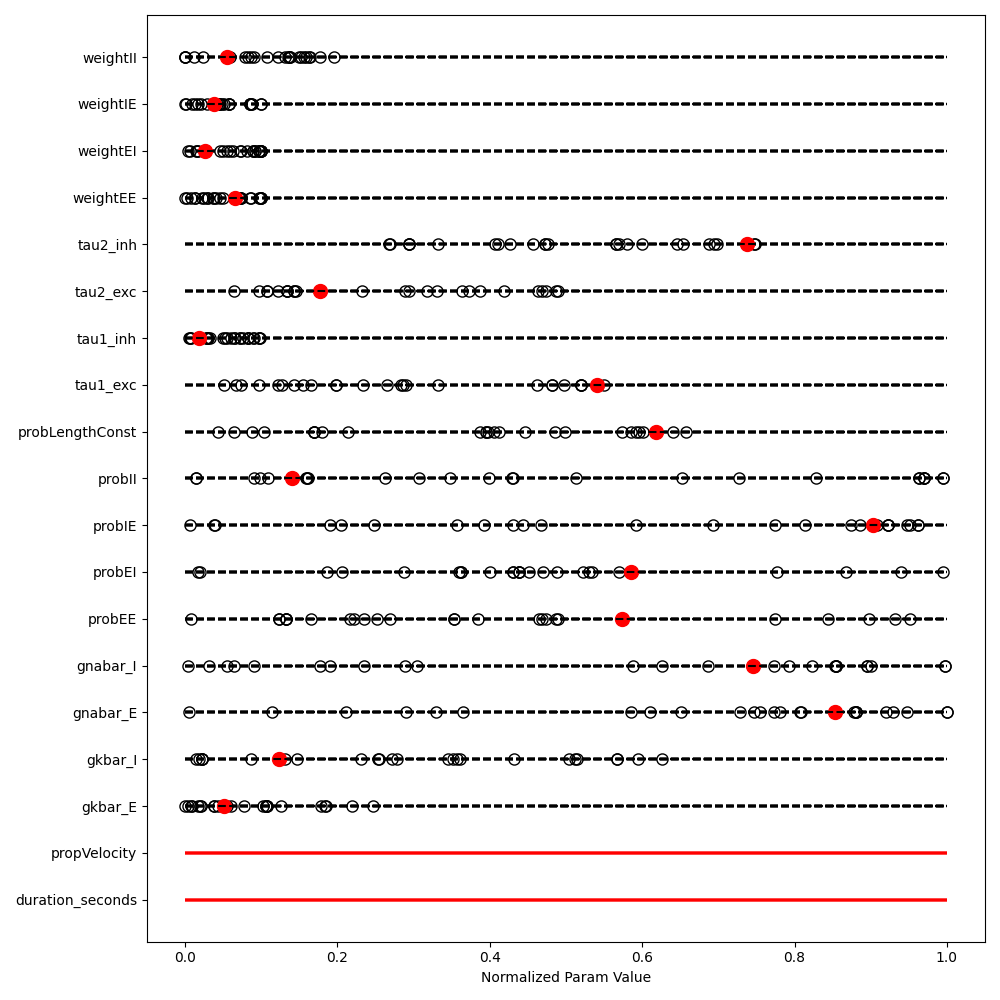 weightII
weightIE
weightEI
weightEE
tau2_inh
tau2_exc
tau1_inh
tau1_exc
probLengthConst
probII
probIE
probEI
probEE
gnabar_I
gnabar_E
gkbar_I
gkbar_E
propVelocity
duration_seconds
0.0 0.2 0.4 0.6 0.8 1.0
Normalized Param Value